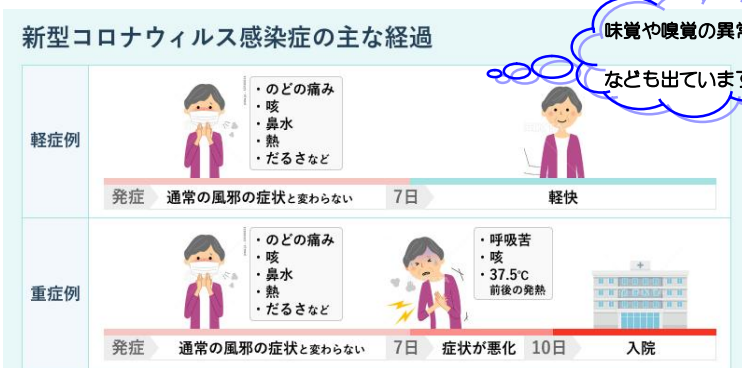 新型コロナウィルス感染症の主な経過
味覚や嗅覚の異常
なども出ています
軽症例
・のどの痛み
・咳
・鼻水
・熱
・だるさなど
発症 通常の風邪の症状と変わらない 7日 軽快
重症例
・のどの痛み
・咳
・鼻水
・熱
・だるさなど
・呼吸苦
・咳
・37.5℃
前後の発熱
発症 通常の風邪の症状と変わらない 7日 症状が悪化 10日 入院